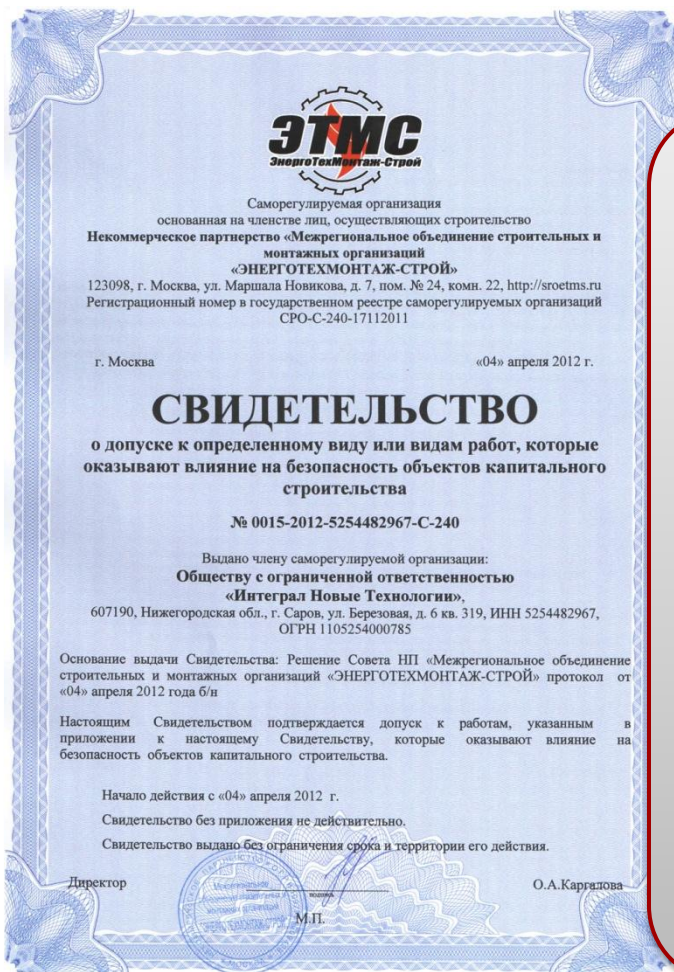 ЭТМС
ЭнергоТехМонтаж-Строй
Саморегулируемая организация
основанная на членстве лиц, осуществляющих строительство
Некоммерческое партнерство «Межрегиональное объединение строительных и
монтажных организаций
«ЭНЕРГОТЕХМОНТАЖ-СТРОЙ»
123098, г. Москва, ул. Маршала Новикова, д. 7, пом. № 24, комн. 22, http://sroetms.ru
Регистрационный номер в государственном реестре саморегулируемых организаций
СРО-С-240-17112011
г. Москва «04» апреля 2012 г.
СВИДЕТЕЛЬСТВО
о допуске к определенному виду или видам работ, которые
оказывают влияние на безопасность объектов капитального
строительства
№ 0015-2012-5254482967-С-240
Выдано члену саморегулируемой организации:
Обществу с ограниченной ответственностью
«Интеграл Новые Технологии»,
607190, Нижегородская обл., г. Саров, ул. Березовая, д. 6 кв. 319, ИНН 5254482967,
ОГРН 1105254000785
Основание выдачи Свидетельства: Решение Совета НП «Межрегиональное объединение
строительных и монтажных организаций «ЭНЕРГОТЕХМОНТАЖ-СТРОЙ» протокол от
«04» апреля 2012 года б/н
Настоящим Свидетельством подтверждается допуск к работам, указанным в
приложении к настоящему Свидетельству, которые оказывают влияние на
безопасность объектов капитального строительства.
Начало действия с «04» апреля 2012 г.
Свидетельство без приложения не действительно.
Свидетельство выдано без ограничения срока и территории его действия.
Директор О.А.Каргалова
подпись
М.П.